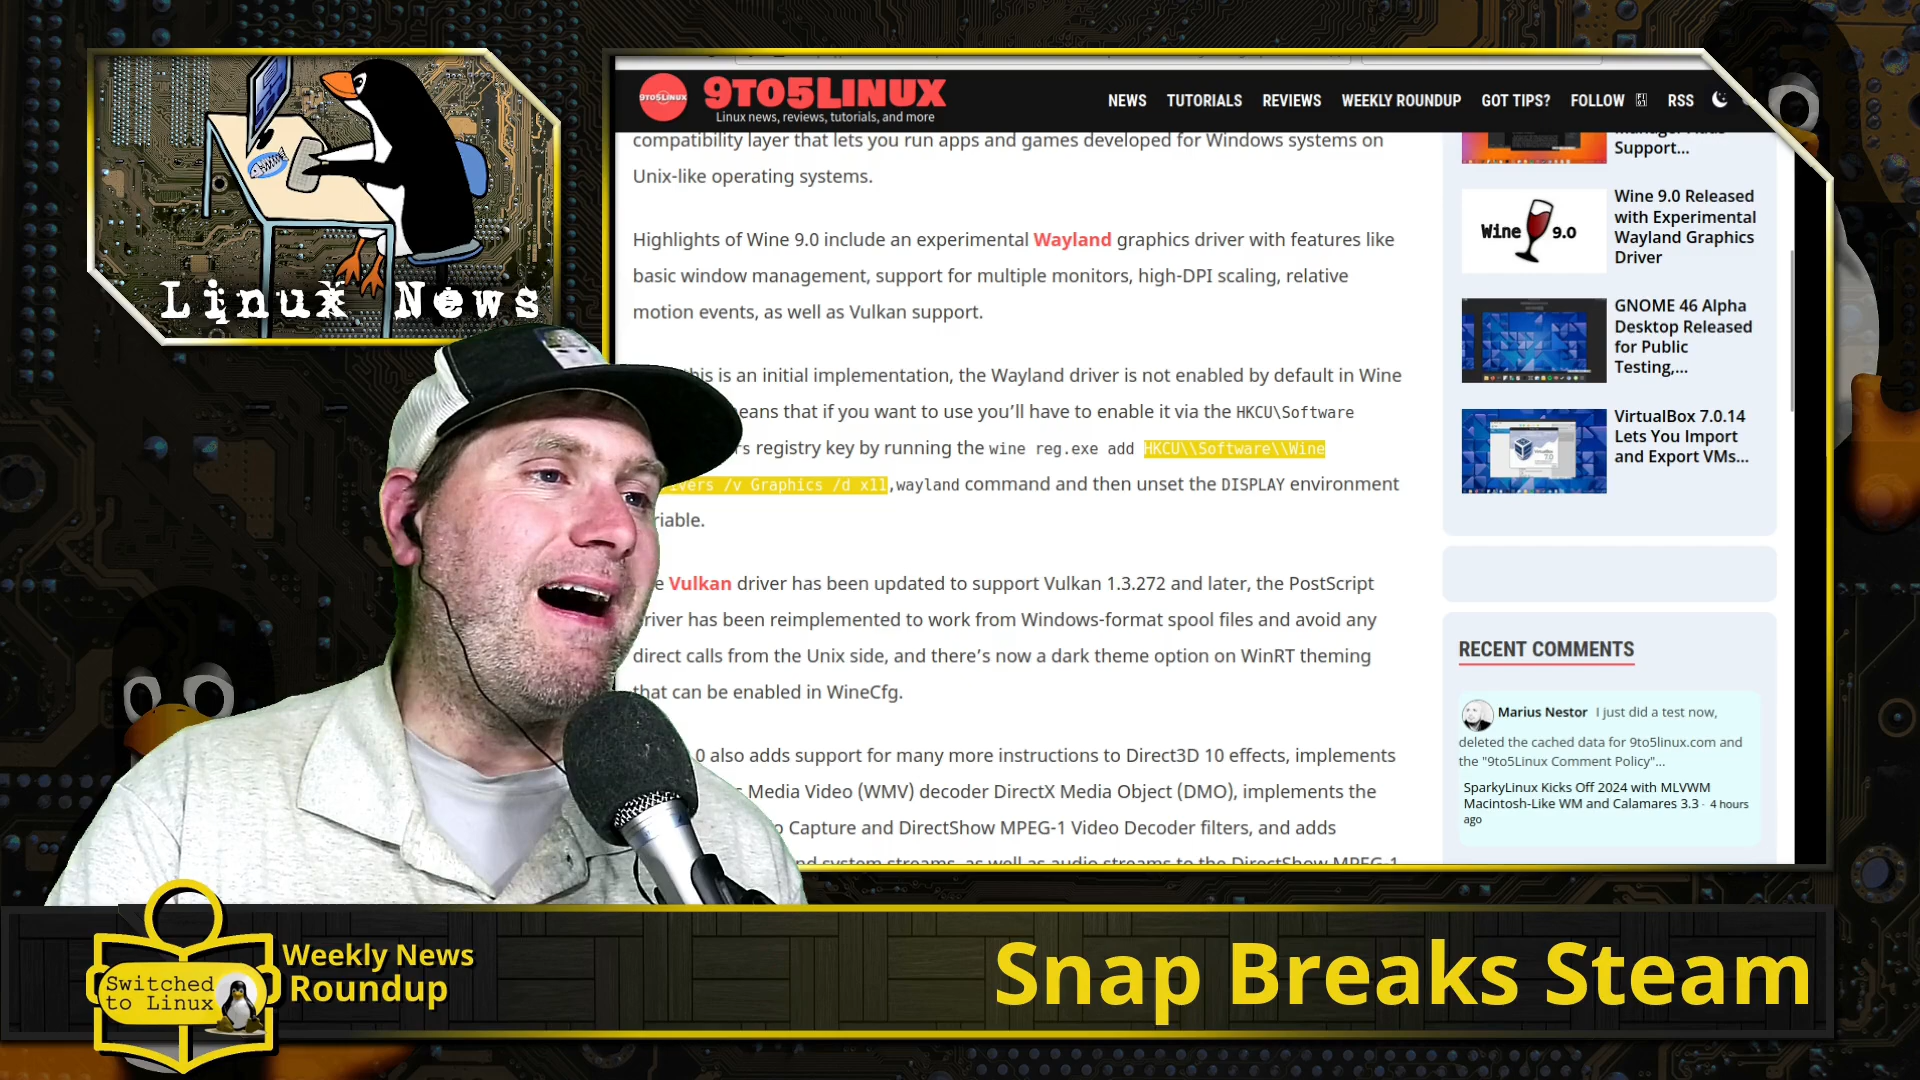 Linux News
9TO5LINUX
9TO5LINUX
Linux news, reviews, tutorials, and more
NEWS
TUTORIALS
REVIEWS
WEEKLY ROUNDUP
GOT TIPS?
FOLLOW
RSS
compatibility layer that lets you run apps and games developed for Windows systems on
Unix-like operating systems.
Highlights of Wine 9.0 include an experimental Wayland graphics driver with features like
basic window management, support for multiple monitors, high-DPI scaling, relative
motion events, as well as Vulkan support.
this is an initial implementation, the Wayland driver is not enabled by default in Wine
that if you want to use you'll have to enable it via the HKCU\Software
registry key by running the wine reg.exe add HKCU\\Software\\Wine
/v Graphics /d x11,wayland command and then unset the DISPLAY environment
Vulkan driver has been updated to support Vulkan 1.3.272 and later, the PostScript
has been reimplemented to work from Windows-format spool files and avoid any
direct calls from the Unix side, and there's now a dark theme option on WinRT theming
that can be enabled in WineCfg.
also adds support for many more instructions to Direct3D 10 effects, implements
Media Video (WMV) decoder DirectX Media Object (DMO), implements the
Capture and DirectShow MPEG-1 Video Decoder filters, and adds
system streams, as well as audio streams to the DirectShow MPEG-1
Support...
Wine 9.0
Wine 9.0 Released
with Experimental
Wayland Graphics
Driver
GNOME 46 Alpha
Desktop Released
for Public
Testing,...
VirtualBox 7.0.14
Lets You Import
and Export VMs...
RECENT COMMENTS
Marius Nestor I just did a test now,
deleted the cached data for 9to5linux.com and
the "9to5Linux Comment Policy"...
SparkyLinux Kicks Off 2024 with MLVWM
Macintosh-Like WM and Calamares 3.3 · 4 hours
ago
Switched
to Linux
Weekly News
Roundup
Snap Breaks Steam